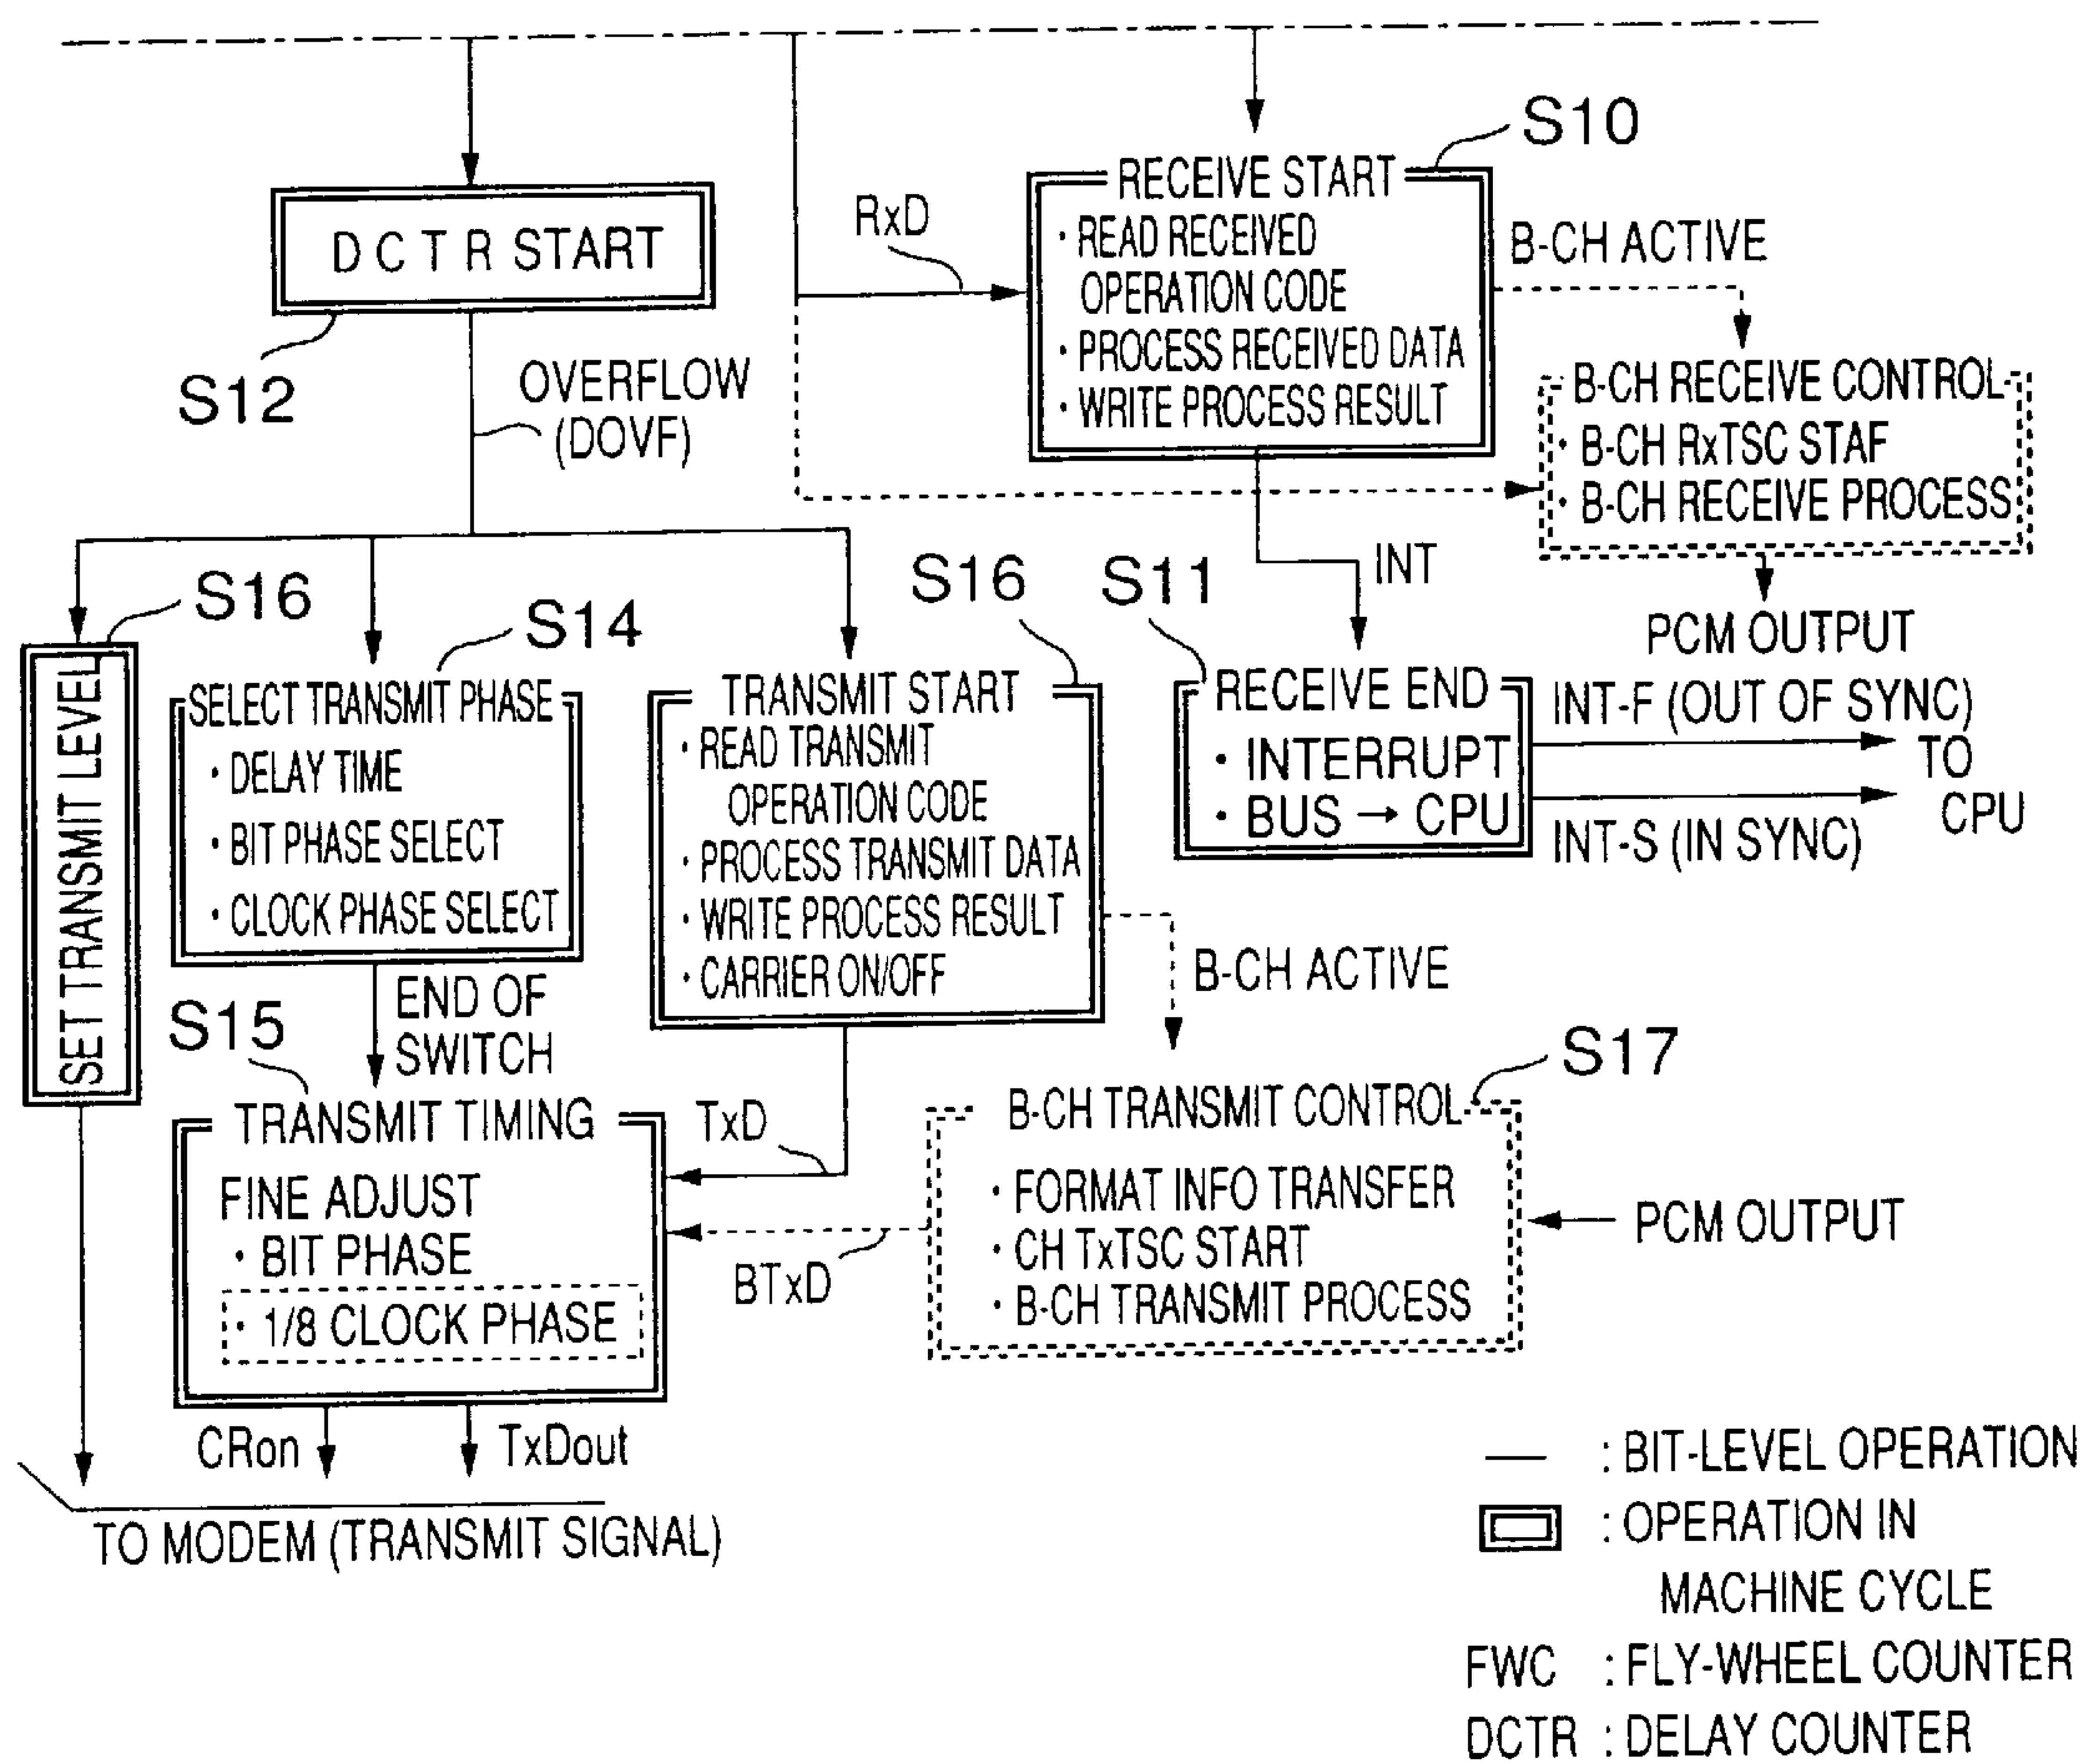 S10
RECEIVE START
· READ RECEIVED
OPERATION CODE
· PROCESS RECEIVED DATA
· WRITE PROCESS RESULT
RxD
B-CH ACTIVE
D C T R START
S12
OVERFLOW
(DOVF)
B-CH RECEIVE CONTROL
· B-CH RxTSC STAF
· B-CH RECEIVE PROCESS
PCM OUTPUT
INT
S11
RECEIVE END
· INTERRUPT
· BUS → CPU
INT-F (OUT OF SYNC)
TO
CPU
INT-S (IN SYNC)
S16
SET TRANSMIT LEVEL
S14
SELECT TRANSMIT PHASE
· DELAY TIME
· BIT PHASE SELECT
· CLOCK PHASE SELECT
S16
TRANSMIT START
· READ TRANSMIT
OPERATION CODE
· PROCESS TRANSMIT DATA
· WRITE PROCESS RESULT
· CARRIER ON/OFF
B-CH ACTIVE
END OF
SWITCH
S15
TRANSMIT TIMING
FINE ADJUST
· BIT PHASE
· 1/8 CLOCK PHASE
TxD
BTxD
S17
B-CH TRANSMIT CONTROL
· FORMAT INFO TRANSFER
· CH TxTSC START
· B-CH TRANSMIT PROCESS
PCM OUTPUT
CRon
TxDout
TO MODEM (TRANSMIT SIGNAL)
: BIT-LEVEL OPERATION
: OPERATION IN
MACHINE CYCLE
FWC : FLY-WHEEL COUNTER
DCTR : DELAY COUNTER